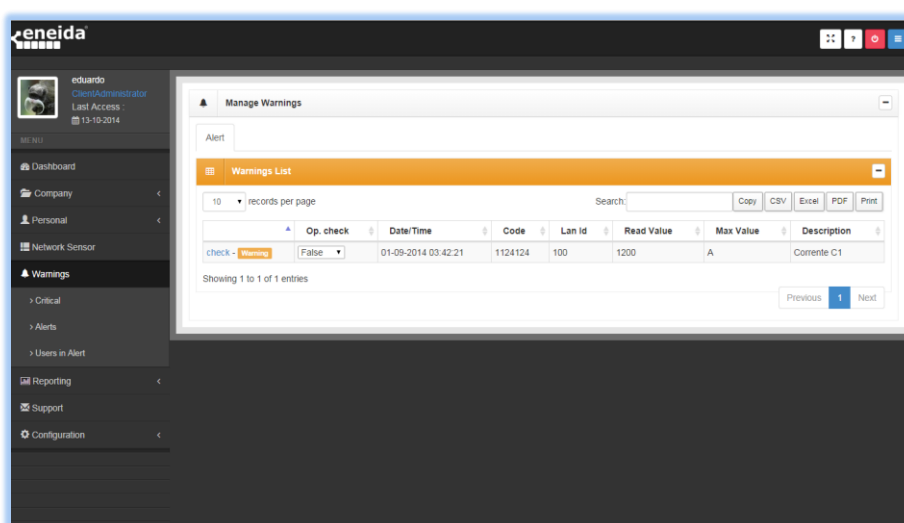 eneida
?
eduardo
ClientAdministrator
Last Access :
13-10-2014
MENU
Dashboard
Company
Personal
Network Sensor
Warnings
> Critical
> Alerts
> Users in Alert
Reporting
Support
Configuration
Manage Warnings
Alert
Warnings List
10 records per page Search: Copy CSV Excel PDF Print
Op. check Date/Time Code Lan Id Read Value Max Value Description
check - Warning False 01-09-2014 03:42:21 1124124 100 1200 A Corrente C1
Showing 1 to 1 of 1 entries
Previous 1 Next